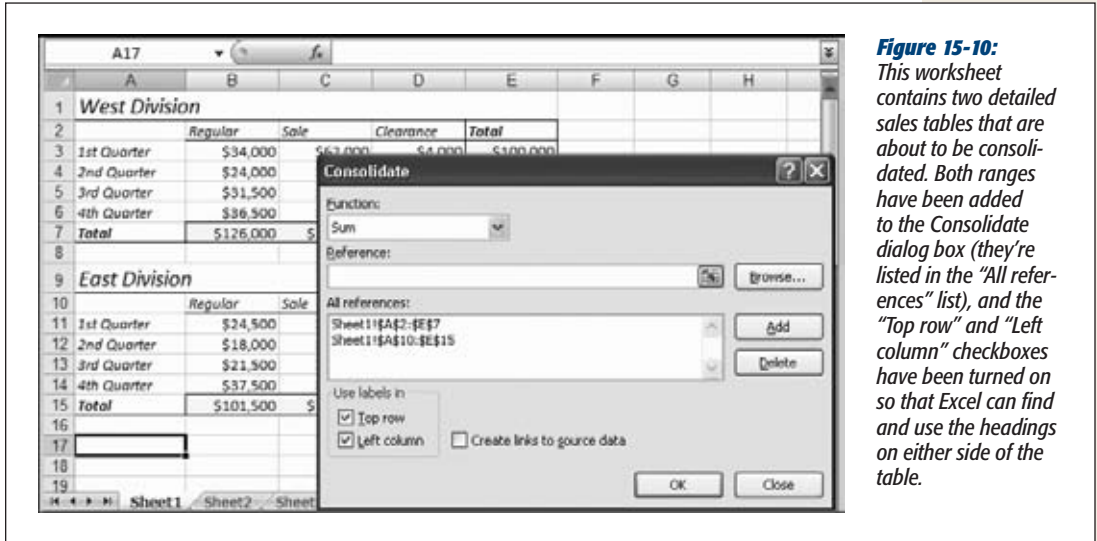 A17 fx
A B C D E F G H
1 West Division
2 Regular Sale Clearance Total
3 1st Quarter $34,000 $62,000 $4,000 $100,000
4 2nd Quarter $24,000
5 3rd Quarter $31,500
6 4th Quarter $36,500
7 Total $126,000 $
8
9 East Division
10 Regular Sale
11 1st Quarter $24,500
12 2nd Quarter $18,000
13 3rd Quarter $21,500
14 4th Quarter $37,500
15 Total $101,500 $
16
17
18
19
Sheet1 Sheet2 Sheet
Consolidate
Function:
Sum
Reference:
Browse...
All references:
Sheet1!$A$2:$E$7
Sheet1!$A$10:$E$15
Add
Delete
Use labels in
Top row
Left column
Create links to source data
OK Close
Figure 15-10:
This worksheet
contains two detailed
sales tables that are
about to be consoli-
dated. Both ranges
have been added
to the Consolidate
dialog box (they're
listed in the "All refer-
ences" list), and the
"Top row" and "Left
column" checkboxes
have been turned on
so that Excel can find
and use the headings
on either side of the
table.